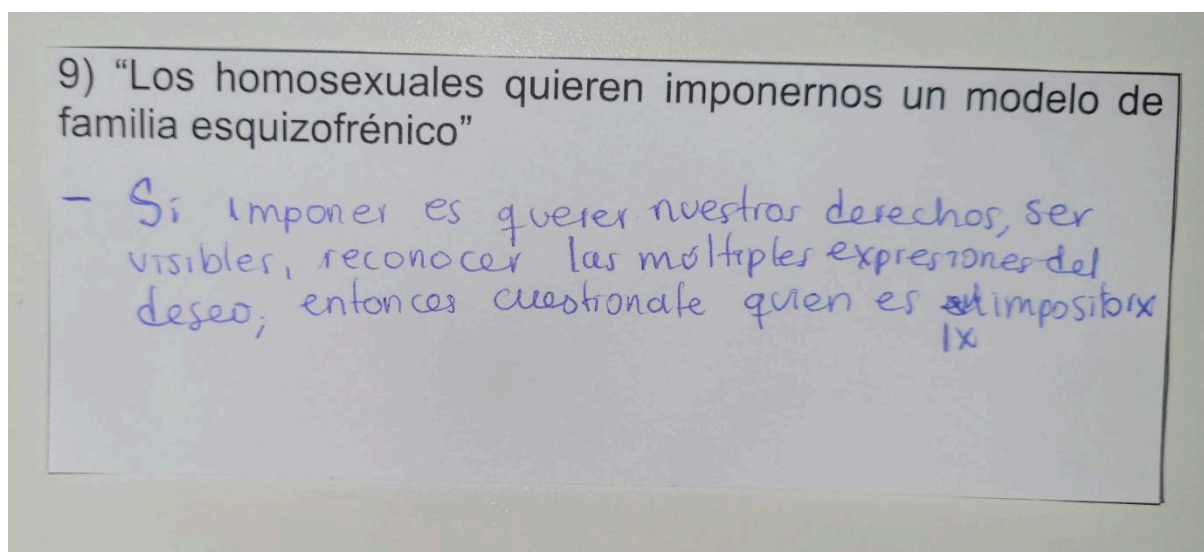 9) “Los homosexuales quieren imponernos un modelo de
familia esquizofrénico”
- Si imponer es querer nuestros derechos, ser
visibles, reconocer las múltiples expresiones del
deseo, entonces cuestionate quien es impositorx
lx